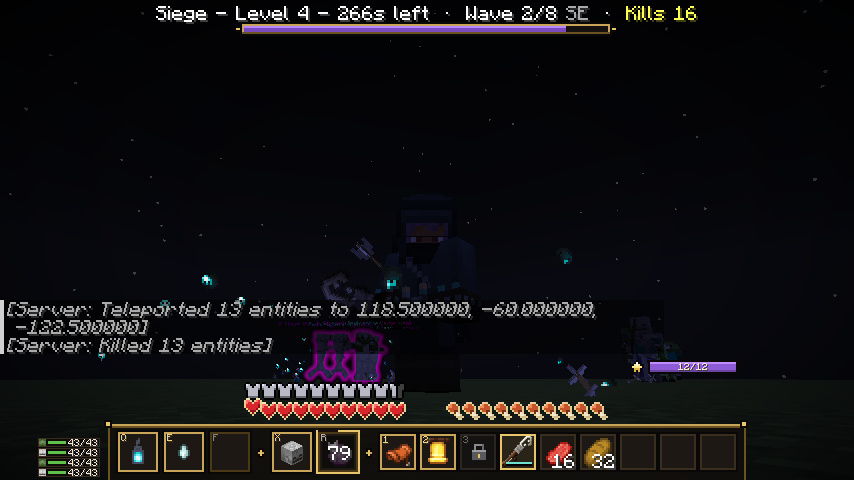 Siege - Level 4 - 266s left · Wave 2/8 SE · Kills 16
[Server: Teleported 13 entities to 118.500000, -60.000000,
-122.500000]
[Server: Killed 13 entities]
12/12
43/43
43/43
43/43
43/43
Q E F X R 79 1 2 3 16 32